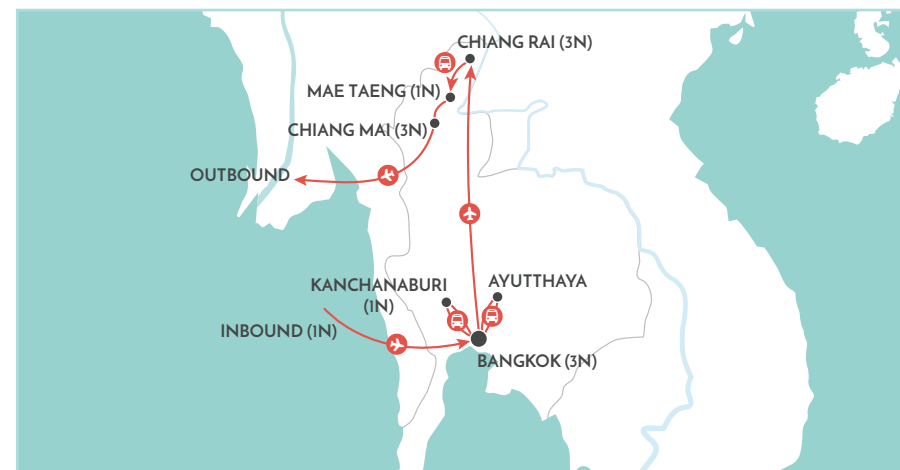 CHIANG RAI (3N)
MAE TAENG (1N)
CHIANG MAI (3N)
OUTBOUND
KANCHANABURI
(1N)
AYUTTHAYA
INBOUND (1N)
BANGKOK (3N)